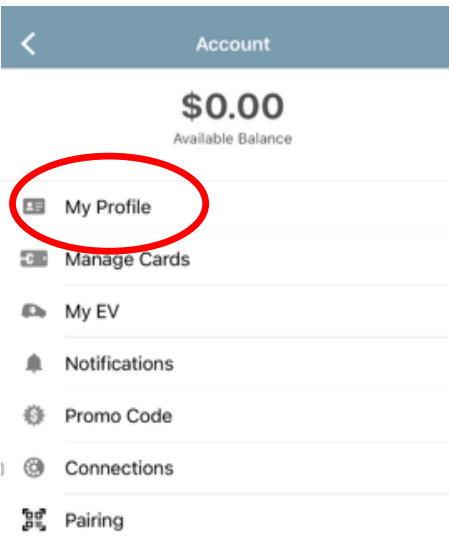 Account
$0.00
Available Balance
My Profile
Manage Cards
My EV
Notifications
Promo Code
Connections
Pairing